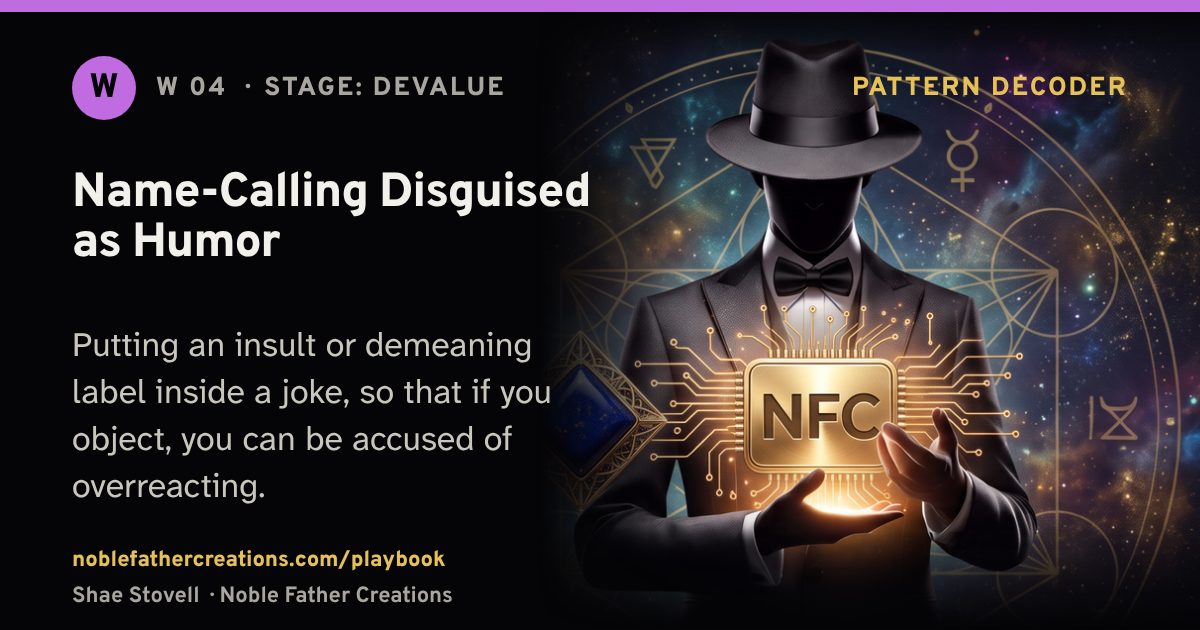 W
W 04 · STAGE: DEVALUE
PATTERN DECODER
Name-Calling Disguised
as Humor
Putting an insult or demeaning
label inside a joke, so that if you
object, you can be accused of
overreacting.
NFC
noblefathercreations.com/playbook
Shae Stovell · Noble Father Creations